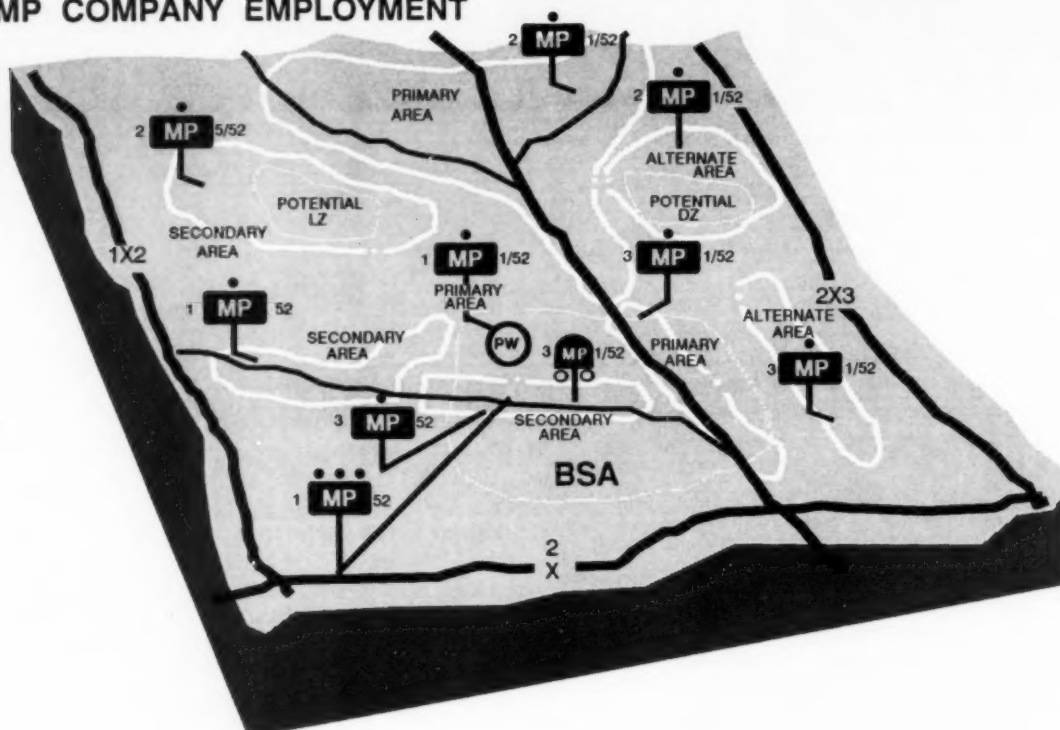 MP COMPANY EMPLOYMENT
2 MP 1/52
PRIMARY
AREA
2 MP 1/52
2 MP 5/52
ALTERNATE
AREA
POTENTIAL
LZ
POTENTIAL
DZ
SECONDARY
AREA
1X2
1 MP 1/52
PRIMARY
AREA
3 MP 1/52
2X3
1 MP 52
SECONDARY
AREA
PW
3 MP 1/52
PRIMARY
AREA
ALTERNATE
AREA
3 MP 1/52
3 MP 52
SECONDARY
AREA
BSA
1 MP 52
2
X